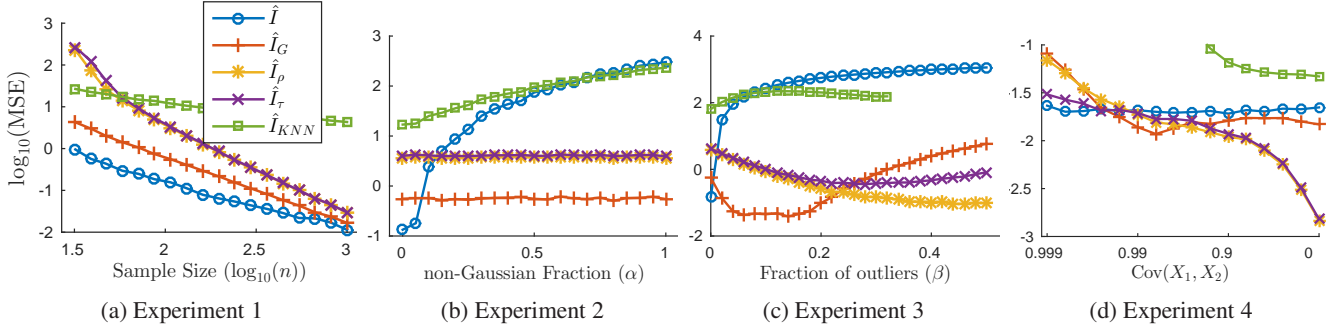 log10(MSE)
3
2
1
0
-1
-2
1.5
2
2.5
3
Sample Size (log10(n))
Î
ÎG
Îρ
Îτ
ÎKNN
(a) Experiment 1
3
2
1
0
-1
0
0.5
1
non-Gaussian Fraction (α)
(b) Experiment 2
4
2
0
-2
0
0.2
0.4
Fraction of outliers (β)
(c) Experiment 3
-1
-1.5
-2
-2.5
-3
0.999
0.99
0.9
0
Cov(X1, X2)
(d) Experiment 4